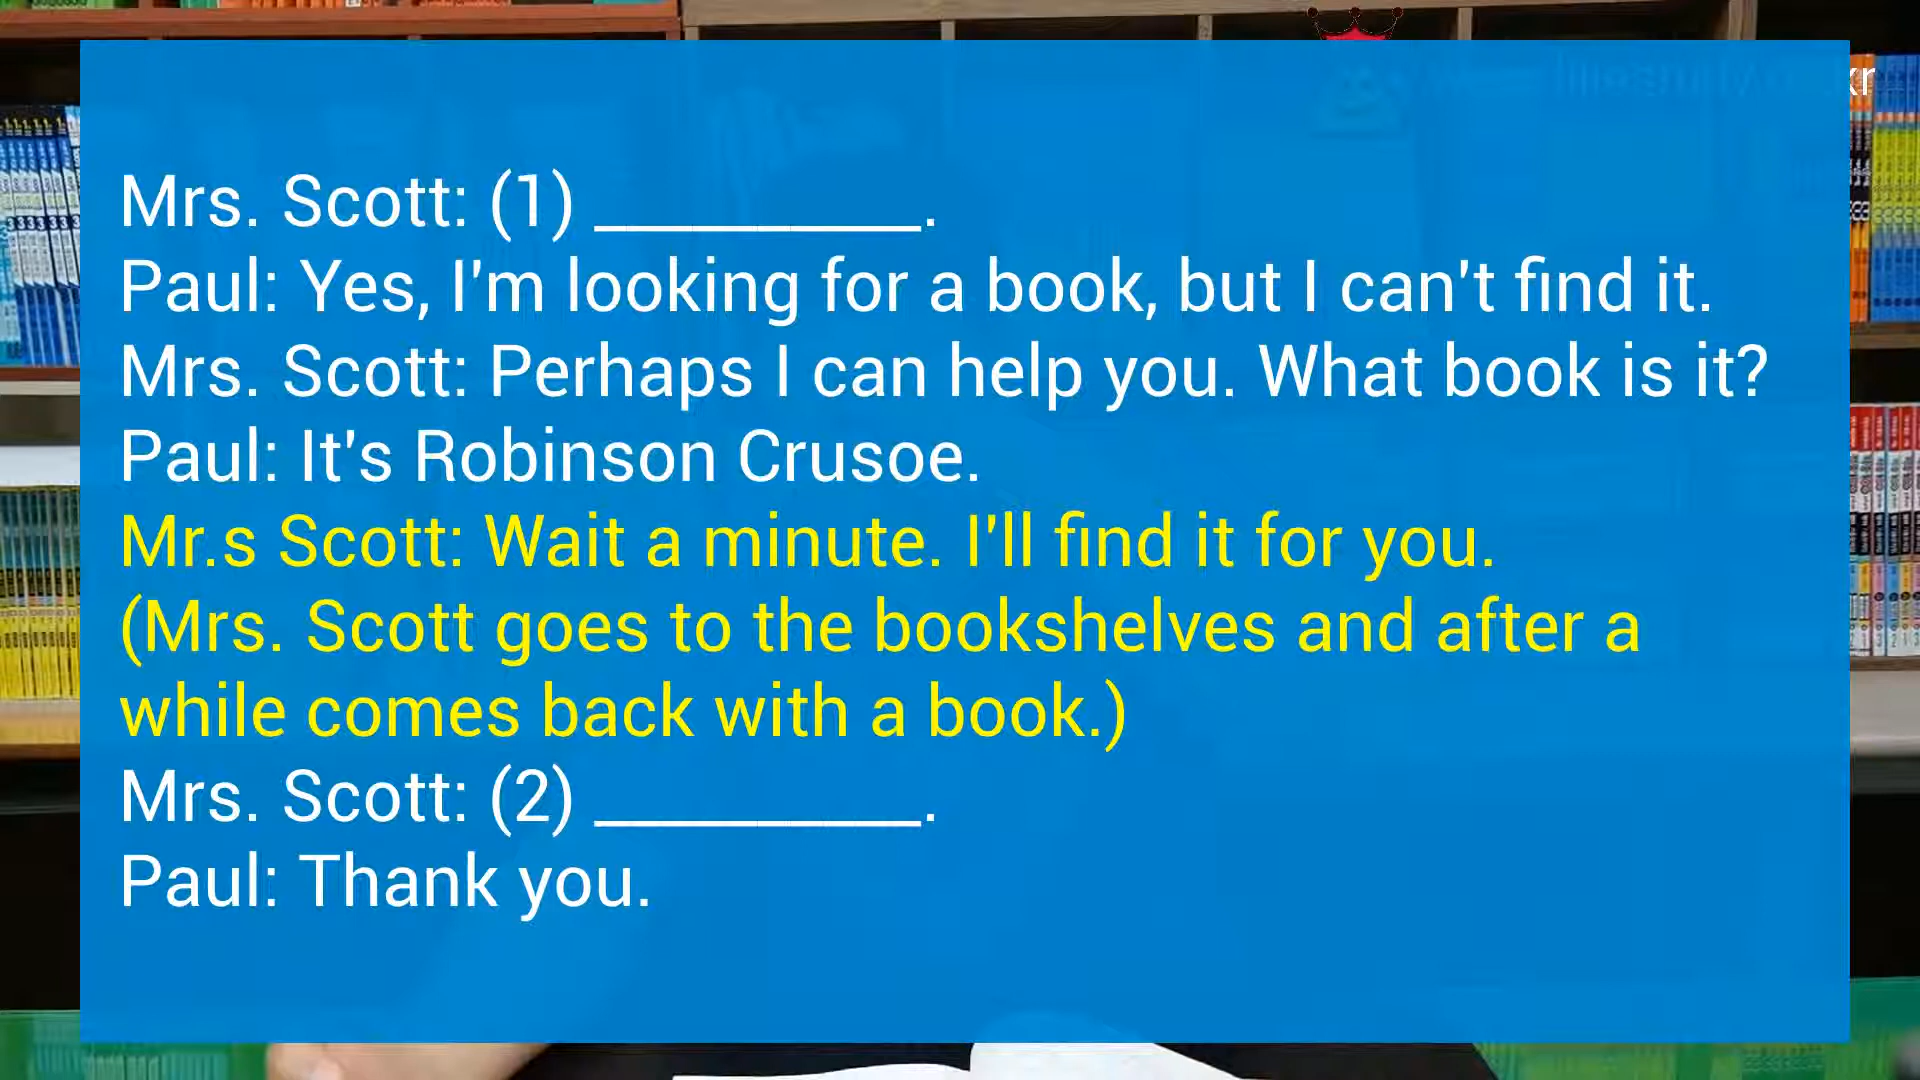 Mrs. Scott: (1) __________.
Paul: Yes, I'm looking for a book, but I can't find it.
Mrs. Scott: Perhaps I can help you. What book is it?
Paul: It's Robinson Crusoe.
Mr.s Scott: Wait a minute. I'll find it for you.
(Mrs. Scott goes to the bookshelves and after a
while comes back with a book.)
Mrs. Scott: (2) __________.
Paul: Thank you.